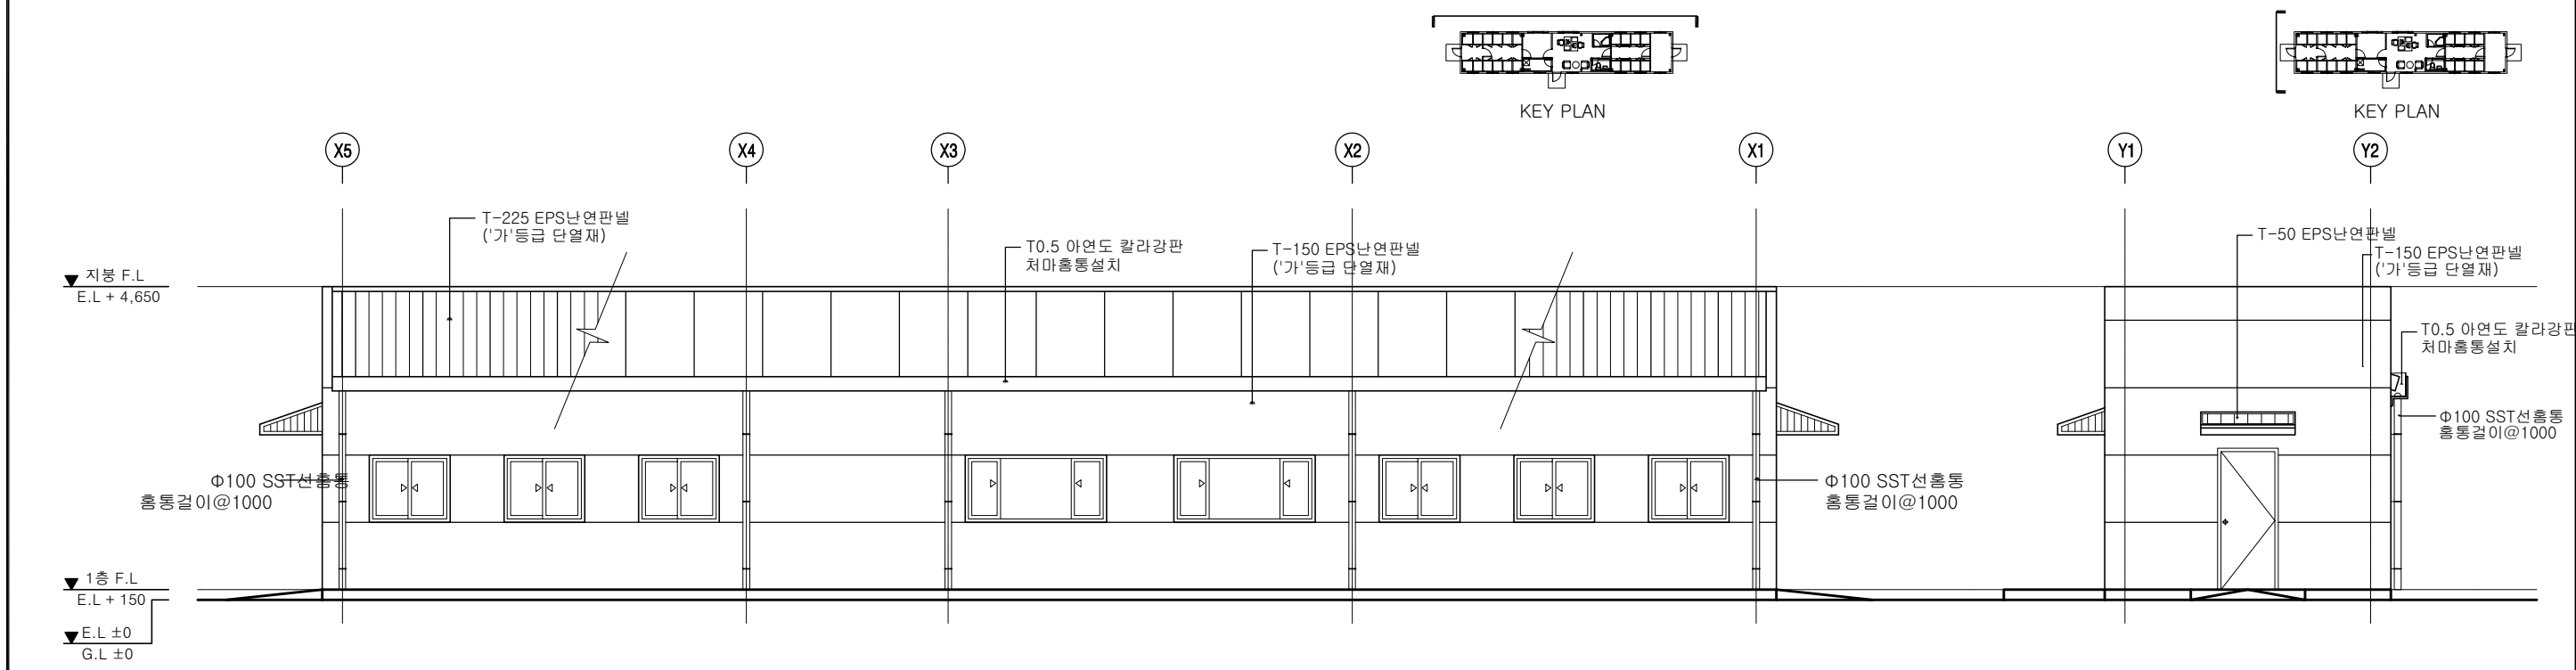 KEY PLAN
KEY PLAN
X5
X4
X3
X2
X1
Y1
Y2
T-225 EPS난연판넬
('가'등급 단열재)
T0.5 아연도 칼라강판
처마홈통설치
T-150 EPS난연판넬
('가'등급 단열재)
T-50 EPS난연판넬
T-150 EPS난연판넬
('가'등급 단열재)
지붕 F.L
E.L + 4,650
T0.5 아연도 칼라강판
처마홈통설치
Φ100 SST선홈통
홈통걸이@1000
Φ100 SST선홈통
홈통걸이@1000
Φ100 SST선홈통
홈통걸이@1000
1층 F.L
E.L + 150
E.L ±0
G.L ±0